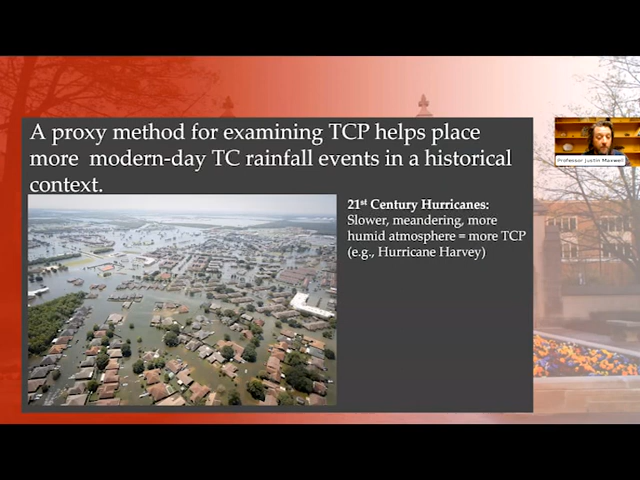 A proxy method for examining TCP helps place
more modern-day TC rainfall events in a historical
context.
21st Century Hurricanes:
Slower, meandering, more
humid atmosphere = more TCP
(e.g., Hurricane Harvey)
Professor Justin Maxwell